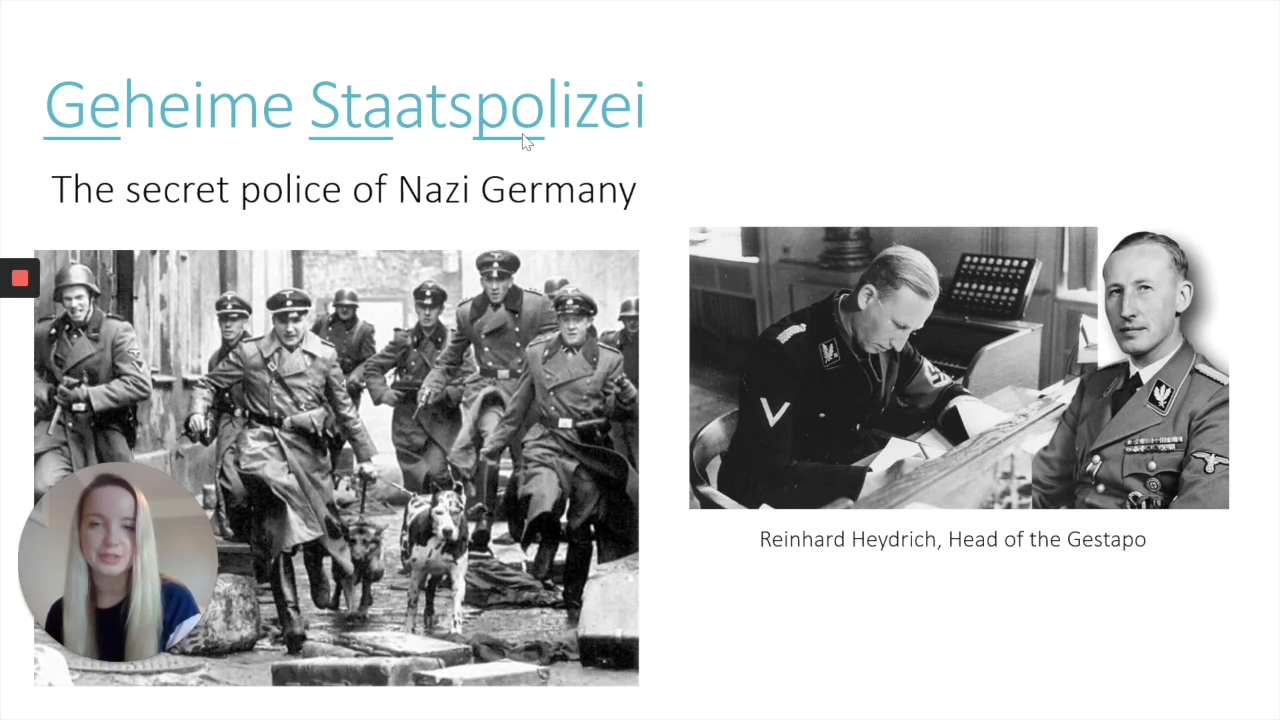 Geheime Staatspolizei
The secret police of Nazi Germany
Reinhard Heydrich, Head of the Gestapo